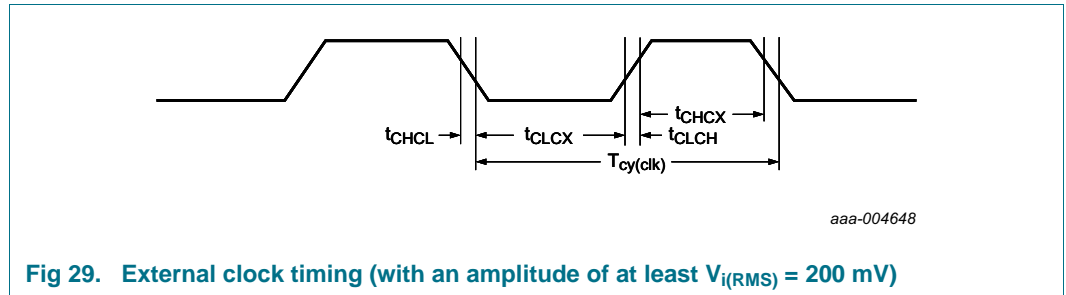 tCHCX
tCHCL tCLCX tCLCH
Tcy(clk)
aaa-004648
Fig 29. External clock timing (with an amplitude of at least Vi(RMS) = 200 mV)